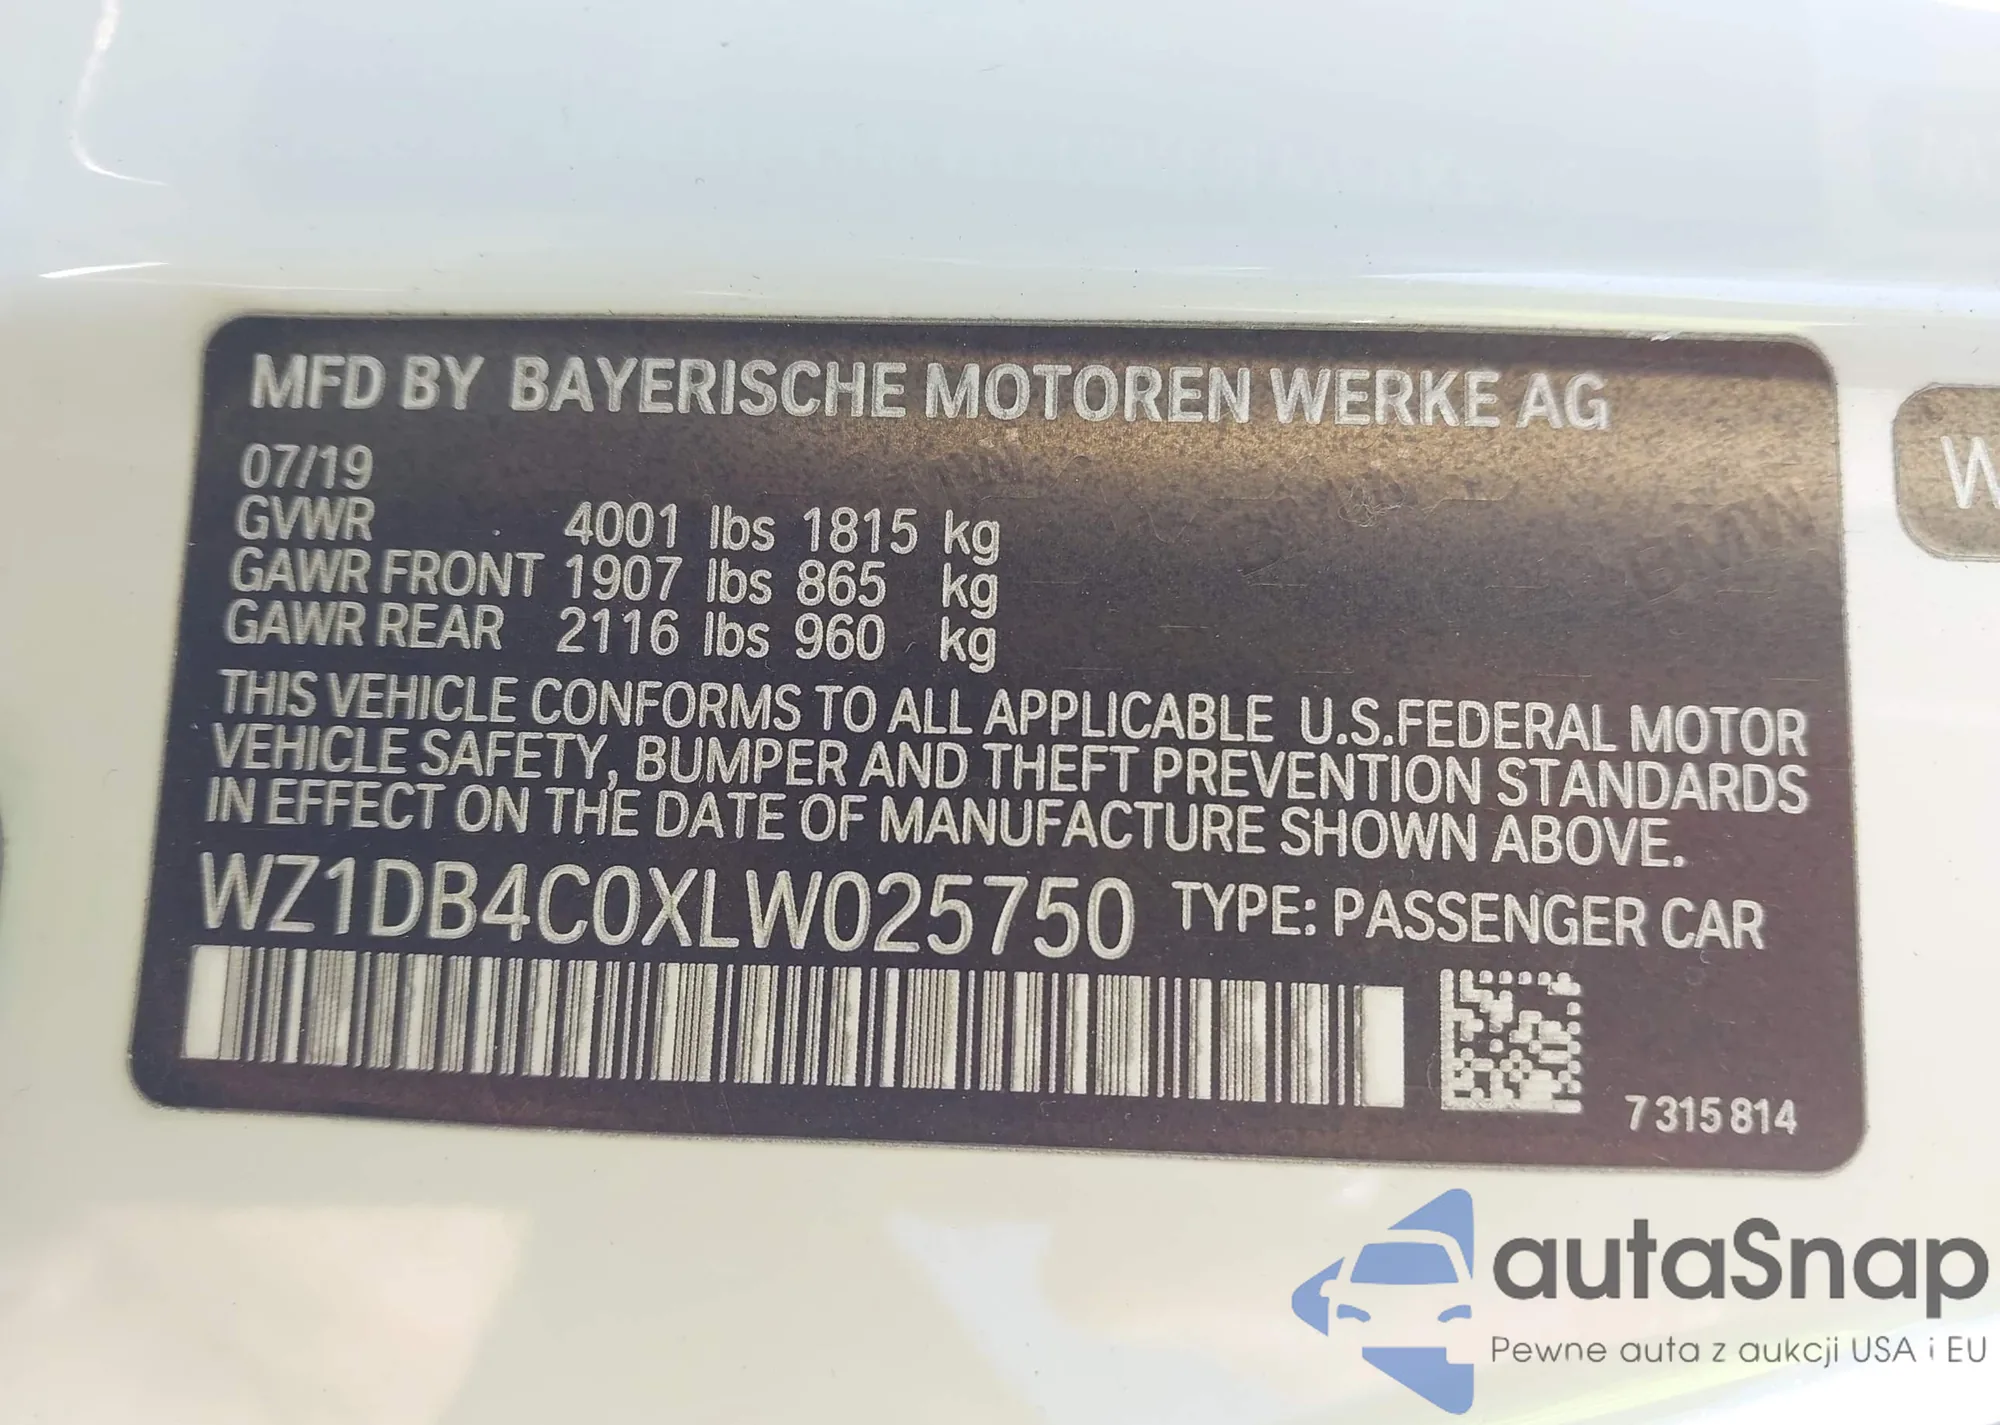 MFD BY BAYERISCHE MOTOREN WERKE AG
07/19
GVWR 4001 lbs 1815 kg
GAWR FRONT 1907 lbs 865 kg
GAWR REAR 2116 lbs 960 kg
THIS VEHICLE CONFORMS TO ALL APPLICABLE U.S.FEDERAL MOTOR
VEHICLE SAFETY, BUMPER AND THEFT PREVENTION STANDARDS
IN EFFECT ON THE DATE OF MANUFACTURE SHOWN ABOVE.
WZ1DB4C0XLW025750 TYPE: PASSENGER CAR
7315814
W
autaSnap
Pewne auta z aukcji USA i EU